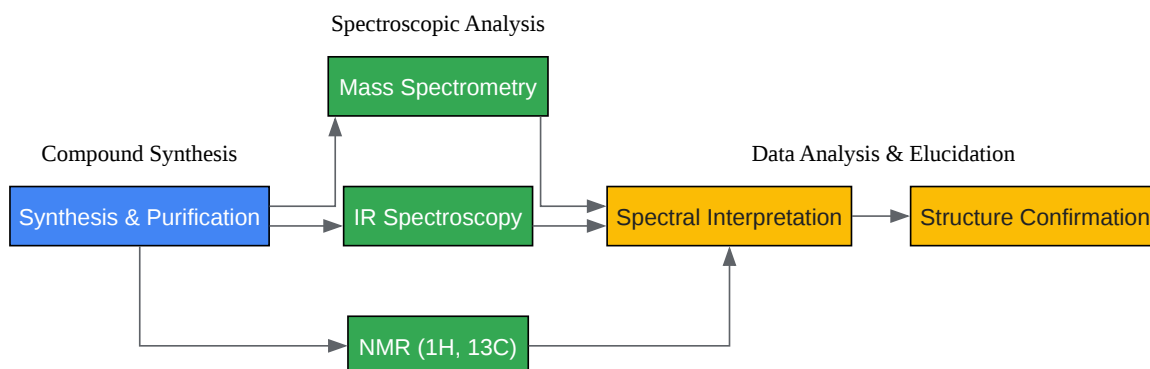 Spectroscopic Analysis
Mass Spectrometry
Compound Synthesis
Data Analysis & Elucidation
Synthesis & Purification
IR Spectroscopy
Spectral Interpretation
Structure Confirmation
NMR (1H, 13C)